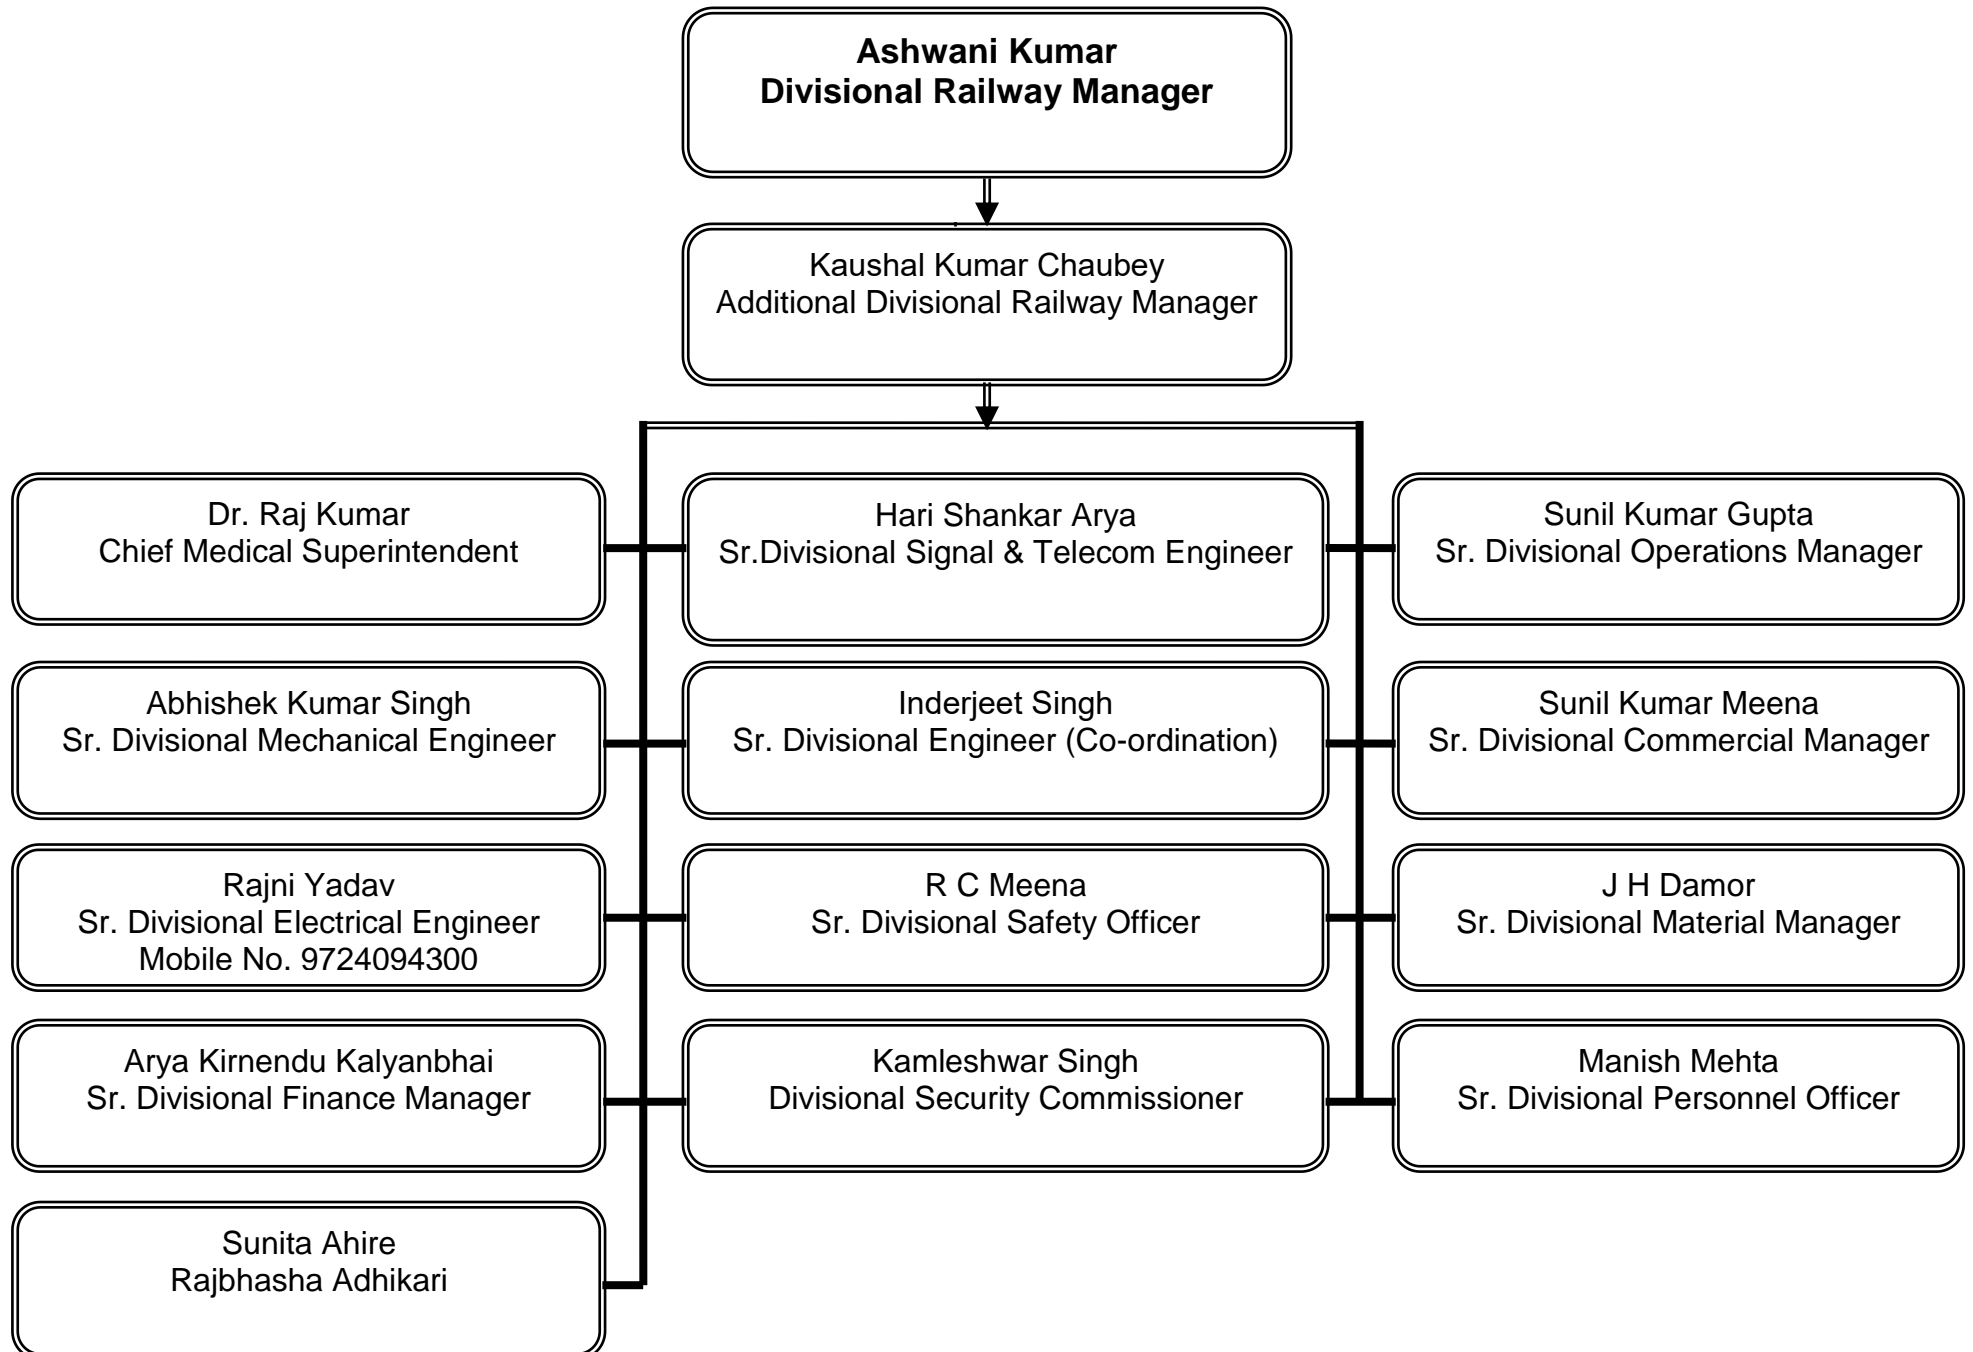 Ashwani Kumar
Divisional Railway Manager
Kaushal Kumar Chaubey
Additional Divisional Railway Manager
Dr. Raj Kumar
Chief Medical Superintendent
Hari Shankar Arya
Sr.Divisional Signal & Telecom Engineer
Sunil Kumar Gupta
Sr. Divisional Operations Manager
Abhishek Kumar Singh
Sr. Divisional Mechanical Engineer
Inderjeet Singh
Sr. Divisional Engineer (Co-ordination)
Sunil Kumar Meena
Sr. Divisional Commercial Manager
Rajni Yadav
Sr. Divisional Electrical Engineer
Mobile No. 9724094300
R C Meena
Sr. Divisional Safety Officer
J H Damor
Sr. Divisional Material Manager
Arya Kirnendu Kalyanbhai
Sr. Divisional Finance Manager
Kamleshwar Singh
Divisional Security Commissioner
Manish Mehta
Sr. Divisional Personnel Officer
Sunita Ahire
Rajbhasha Adhikari